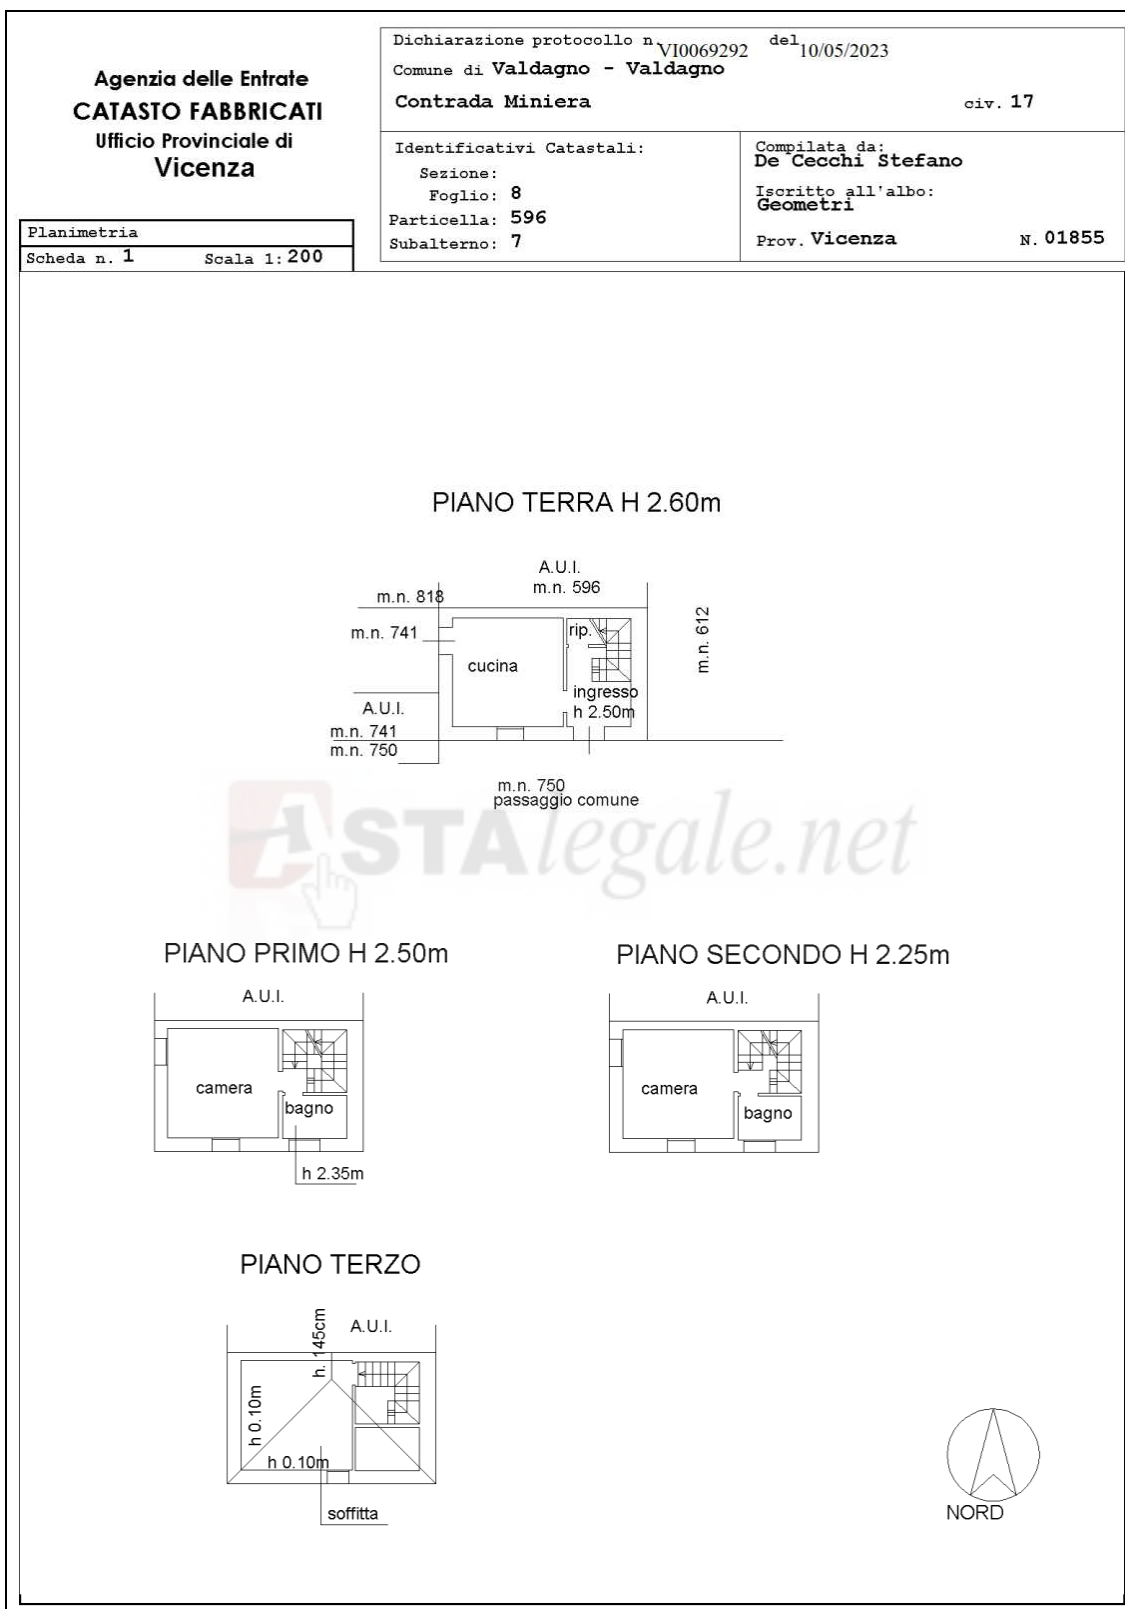 Agenzia delle Entrate
CATASTO FABBRICATI
Ufficio Provinciale di
Vicenza
Dichiarazione protocollo n. VI0069292 del 10/05/2023
Comune di Valdagno - Valdagno
Contrada Miniera civ. 17
Identificativi Catastali:
Sezione:
Foglio: 8
Particella: 596
Subalterno: 7
Compilata da:
De Cecchi Stefano
Iscritto all'albo:
Geometri
Prov. Vicenza N. 01855
Planimetria
Scheda n. 1 Scala 1: 200
PIANO TERRA H 2.60m
A.U.I.
m.n. 596
m.n. 818
m.n. 741
m.n. 612
rip.
cucina
ingresso
h 2.50m
A.U.I.
m.n. 741
m.n. 750
m.n. 750
passaggio comune
ASTAlegale.net
PIANO PRIMO H 2.50m
A.U.I.
camera
bagno
h 2.35m
PIANO SECONDO H 2.25m
A.U.I.
camera
bagno
PIANO TERZO
h. 145cm
A.U.I.
h 0.10m
h 0.10m
soffitta
NORD